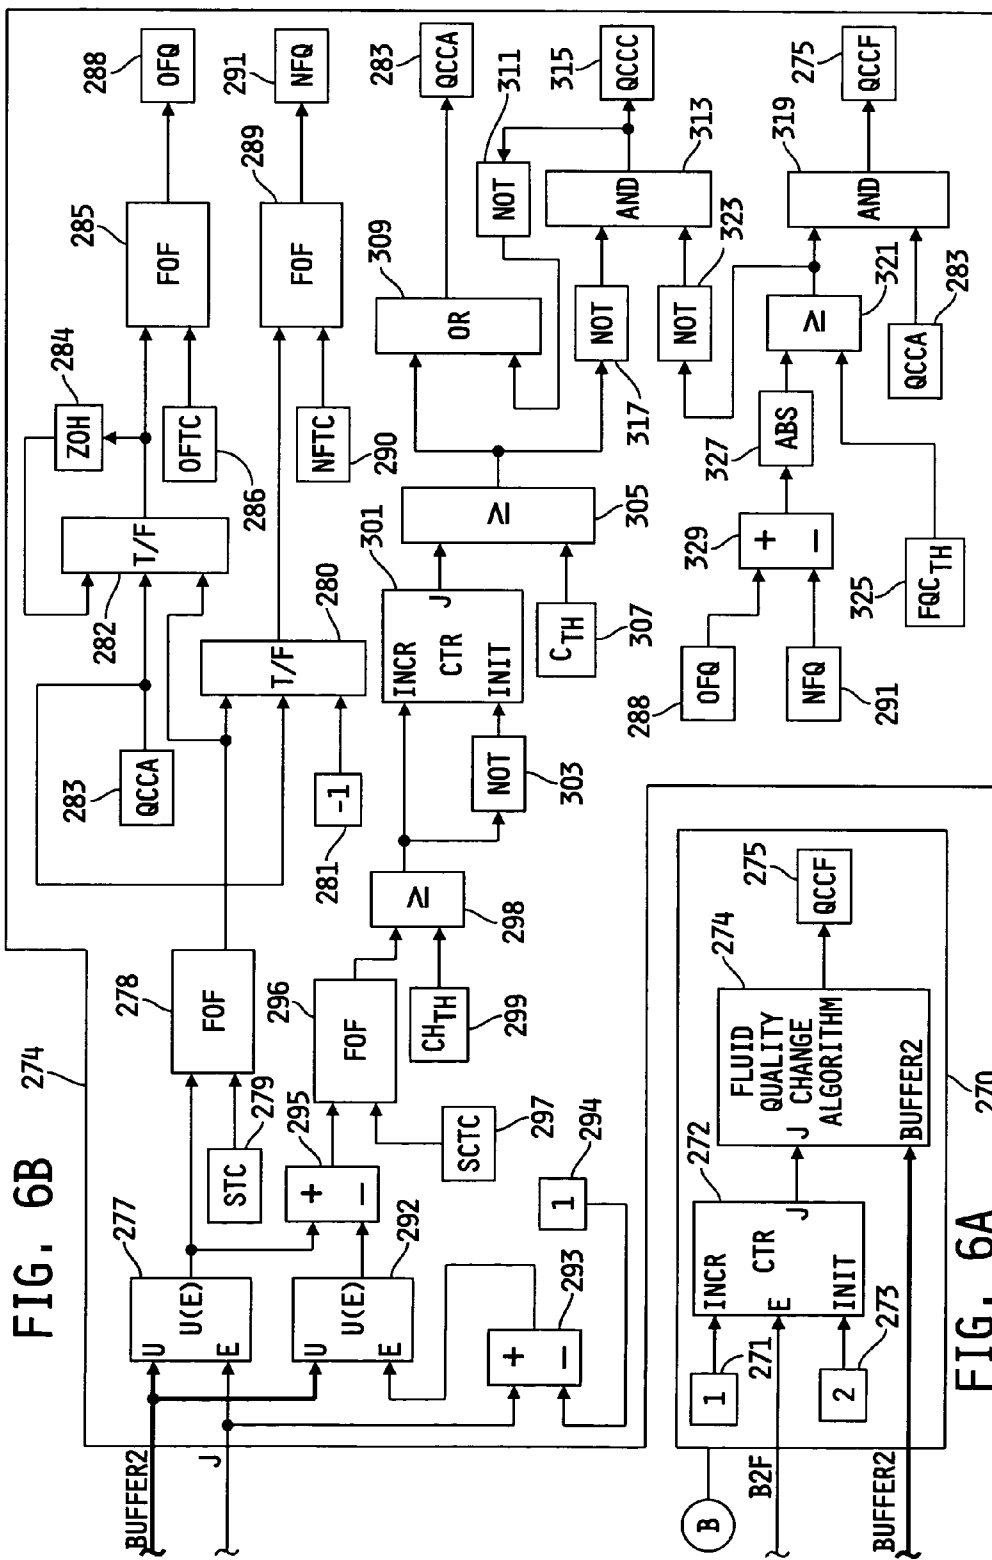 FIG. 6B
274
BUFFER2
J
277
U
U(E)
E
292
U
U(E)
E
293
+
−
294
1
STC
279
295
+
−
278
FOF
296
FOF
SCTC
297
CH_TH
299
≥
298
283
QCCA
281
-1
T/F
280
282
T/F
ZOH
284
OFTC
286
285
FOF
288
OFQ
NFTC
290
289
FOF
291
NFQ
NOT
303
301
INCR
CTR
J
INIT
C_TH
307
≥
305
309
OR
283
QCCA
NOT
311
NOT
317
NOT
323
AND
313
315
QCCC
288
OFQ
NFQ
291
329
+
−
327
ABS
325
FQC_TH
≥
321
QCCA
283
319
AND
275
QCCF
FIG. 6A
270
B
B2F
BUFFER2
1
271
2
273
272
INCR
E
CTR
J
INIT
274
FLUID
QUALITY
CHANGE
ALGORITHM
J
BUFFER2
275
QCCF